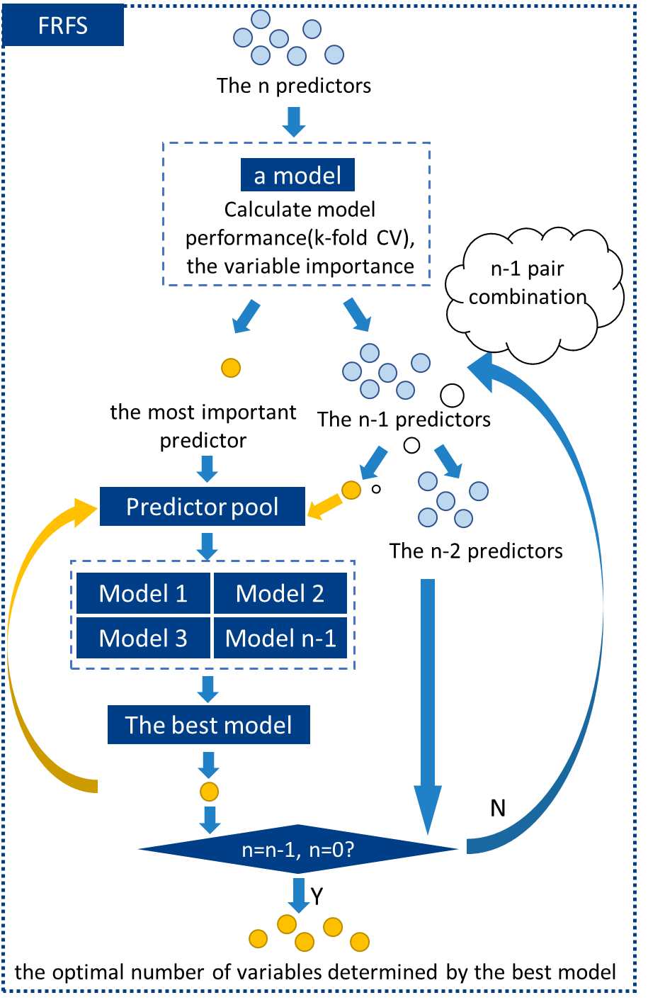 FRFS
The n predictors
a model
Calculate model
performance(k-fold CV),
the variable importance
n-1 pair
combination
the most important
predictor
The n-1 predictors
Predictor pool
The n-2 predictors
Model 1
Model 2
Model 3
Model n-1
The best model
N
n=n-1, n=0?
Y
the optimal number of variables determined by the best model